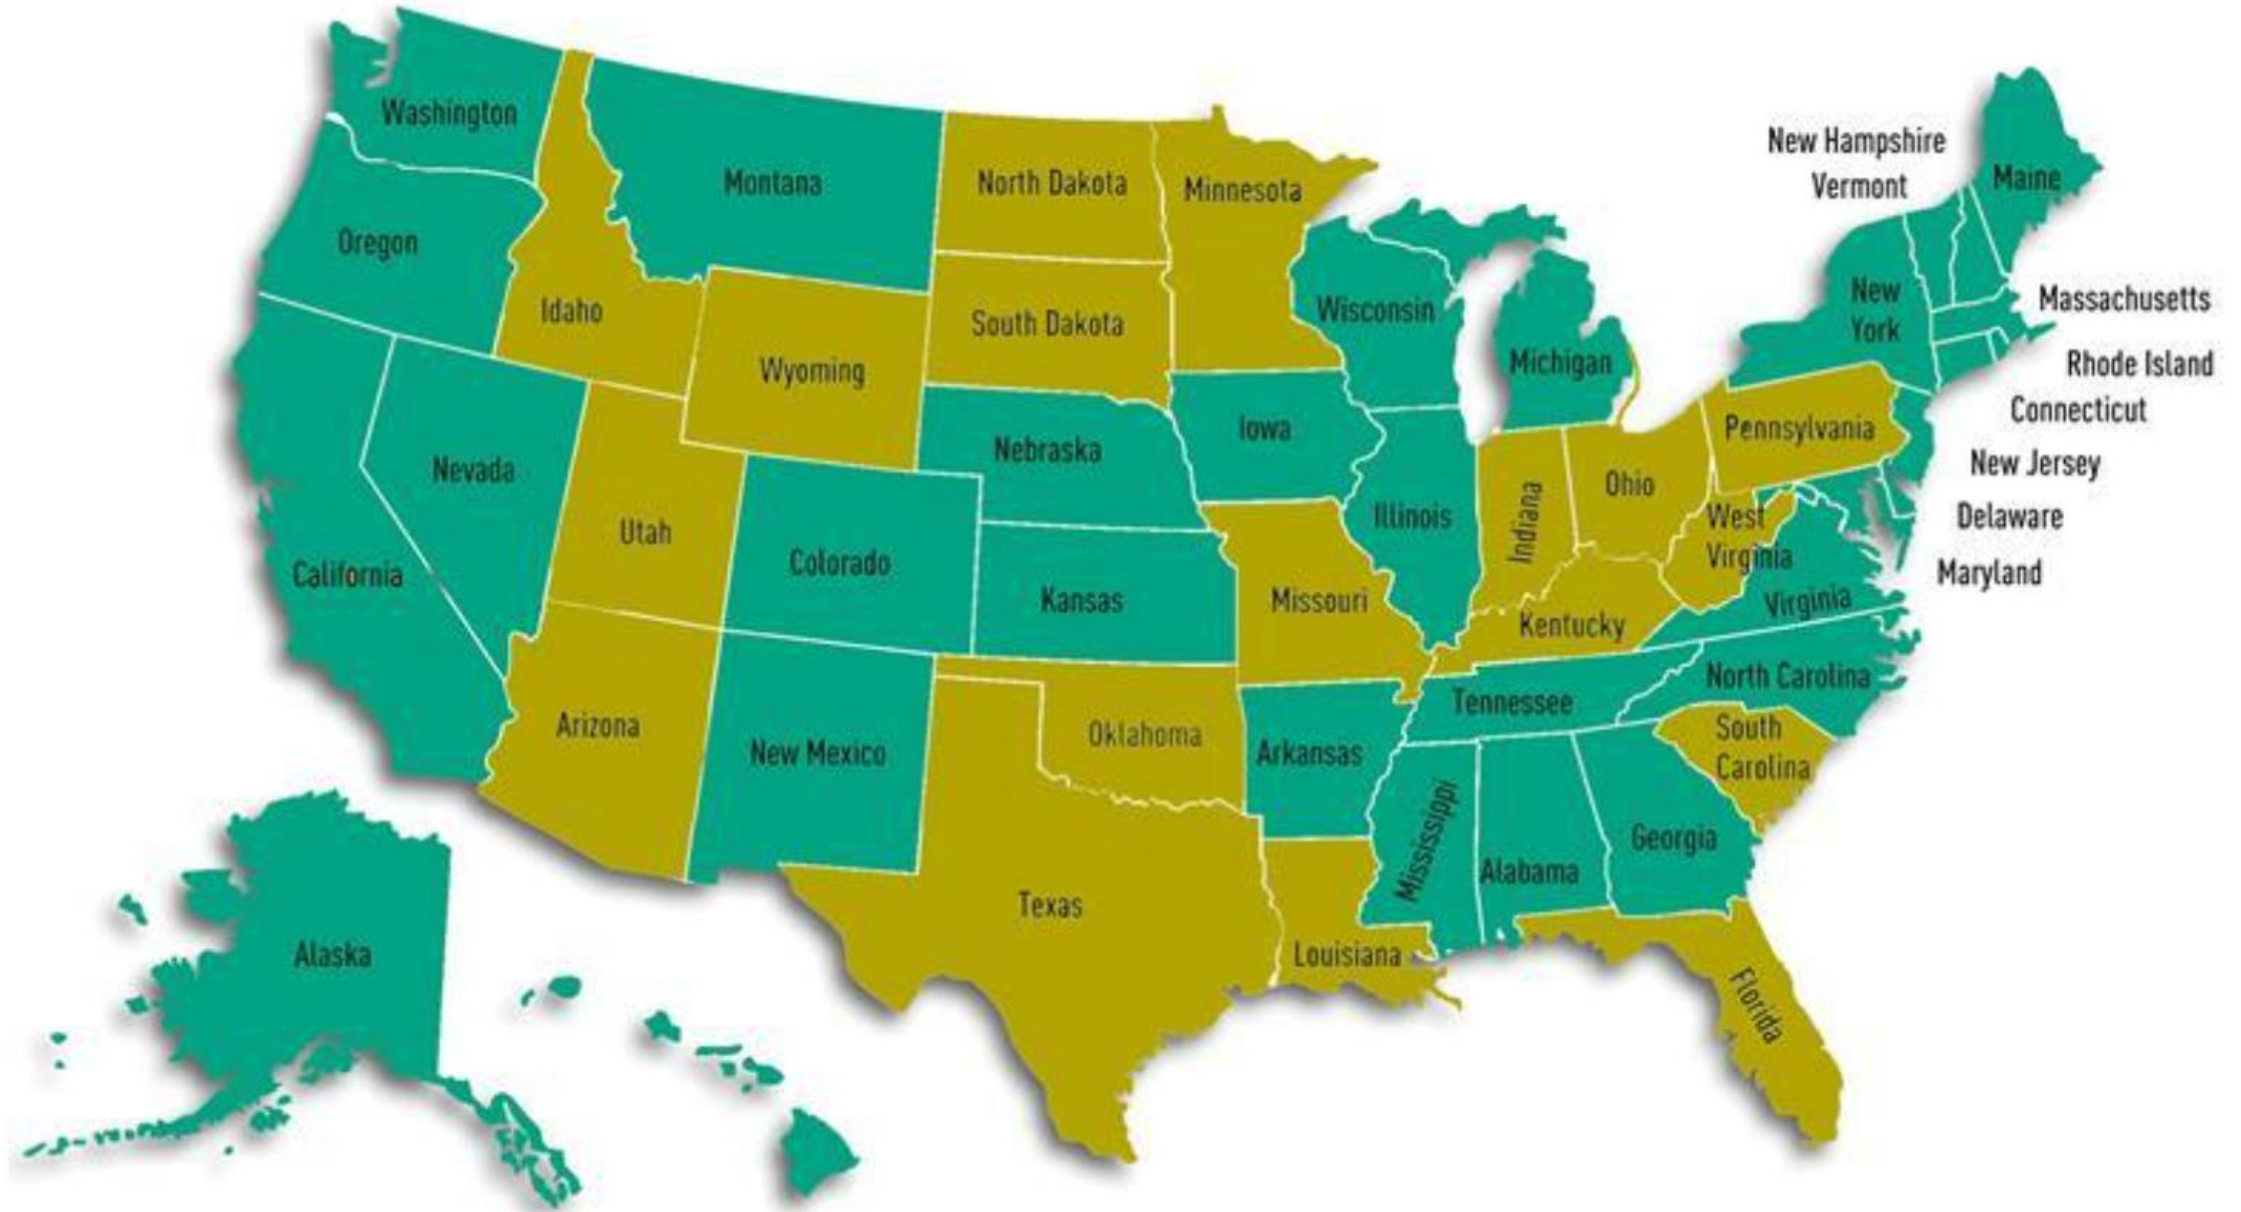 Washington
Montana
North Dakota
Minnesota
New Hampshire
Vermont
Maine
Oregon
Idaho
Wyoming
South Dakota
Wisconsin
Michigan
New
York
Massachusetts
Rhode Island
Connecticut
Pennsylvania
New Jersey
Nevada
Nebraska
Iowa
Illinois
Indiana
Ohio
West
Virginia
Delaware
Maryland
Utah
Colorado
California
Kansas
Missouri
Kentucky
Virginia
Arizona
New Mexico
Oklahoma
Arkansas
Tennessee
North Carolina
South
Carolina
Mississippi
Alabama
Georgia
Texas
Louisiana
Florida
Alaska